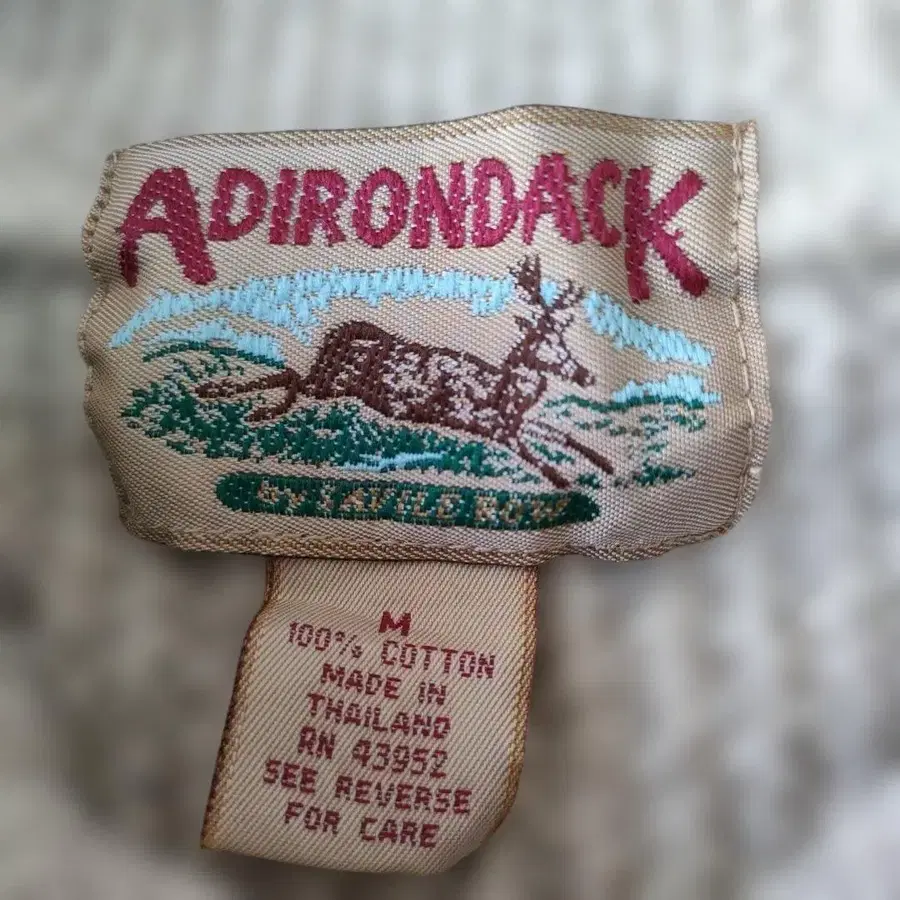 ADIRONDACK
BY SAVILE ROW
M
100% COTTON
MADE IN
THAILAND
RN 43952
SEE REVERSE
FOR CARE